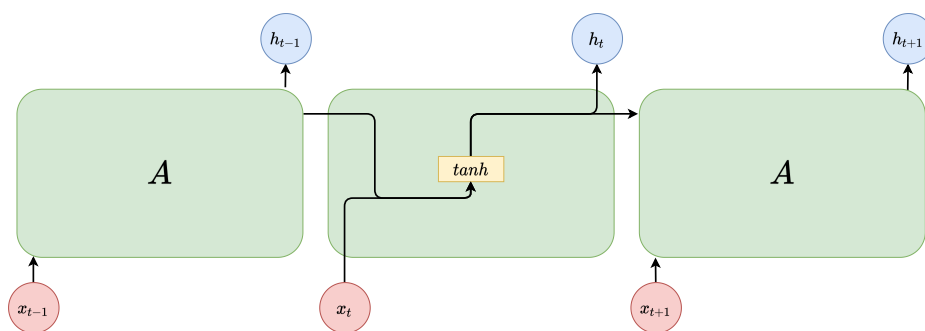 h_{t-1}
h_t
h_{t+1}
A
tanh
A
x_{t-1}
x_t
x_{t+1}